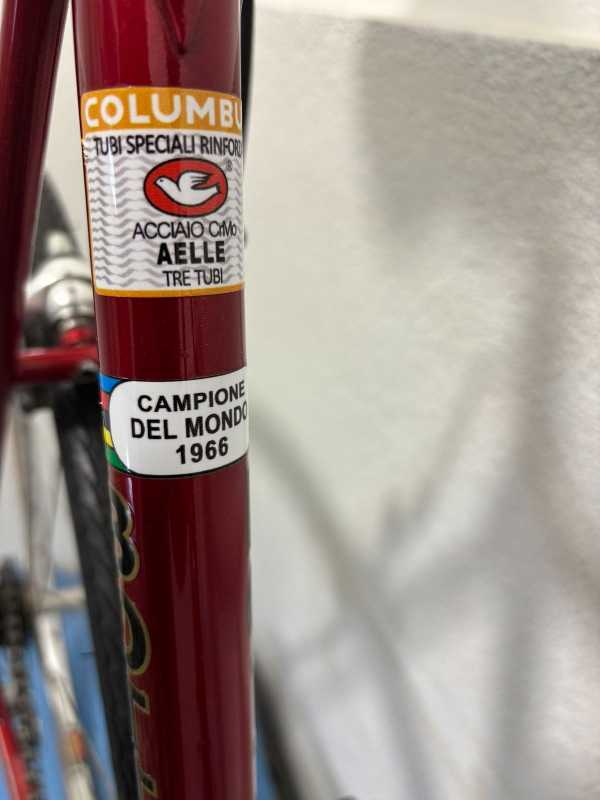 COLUMBU
TUBI SPECIALI RINFORZ
®
ACCIAIO CrMo
AELLE
TRE TUBI
CAMPIONE
DEL MONDO
1966